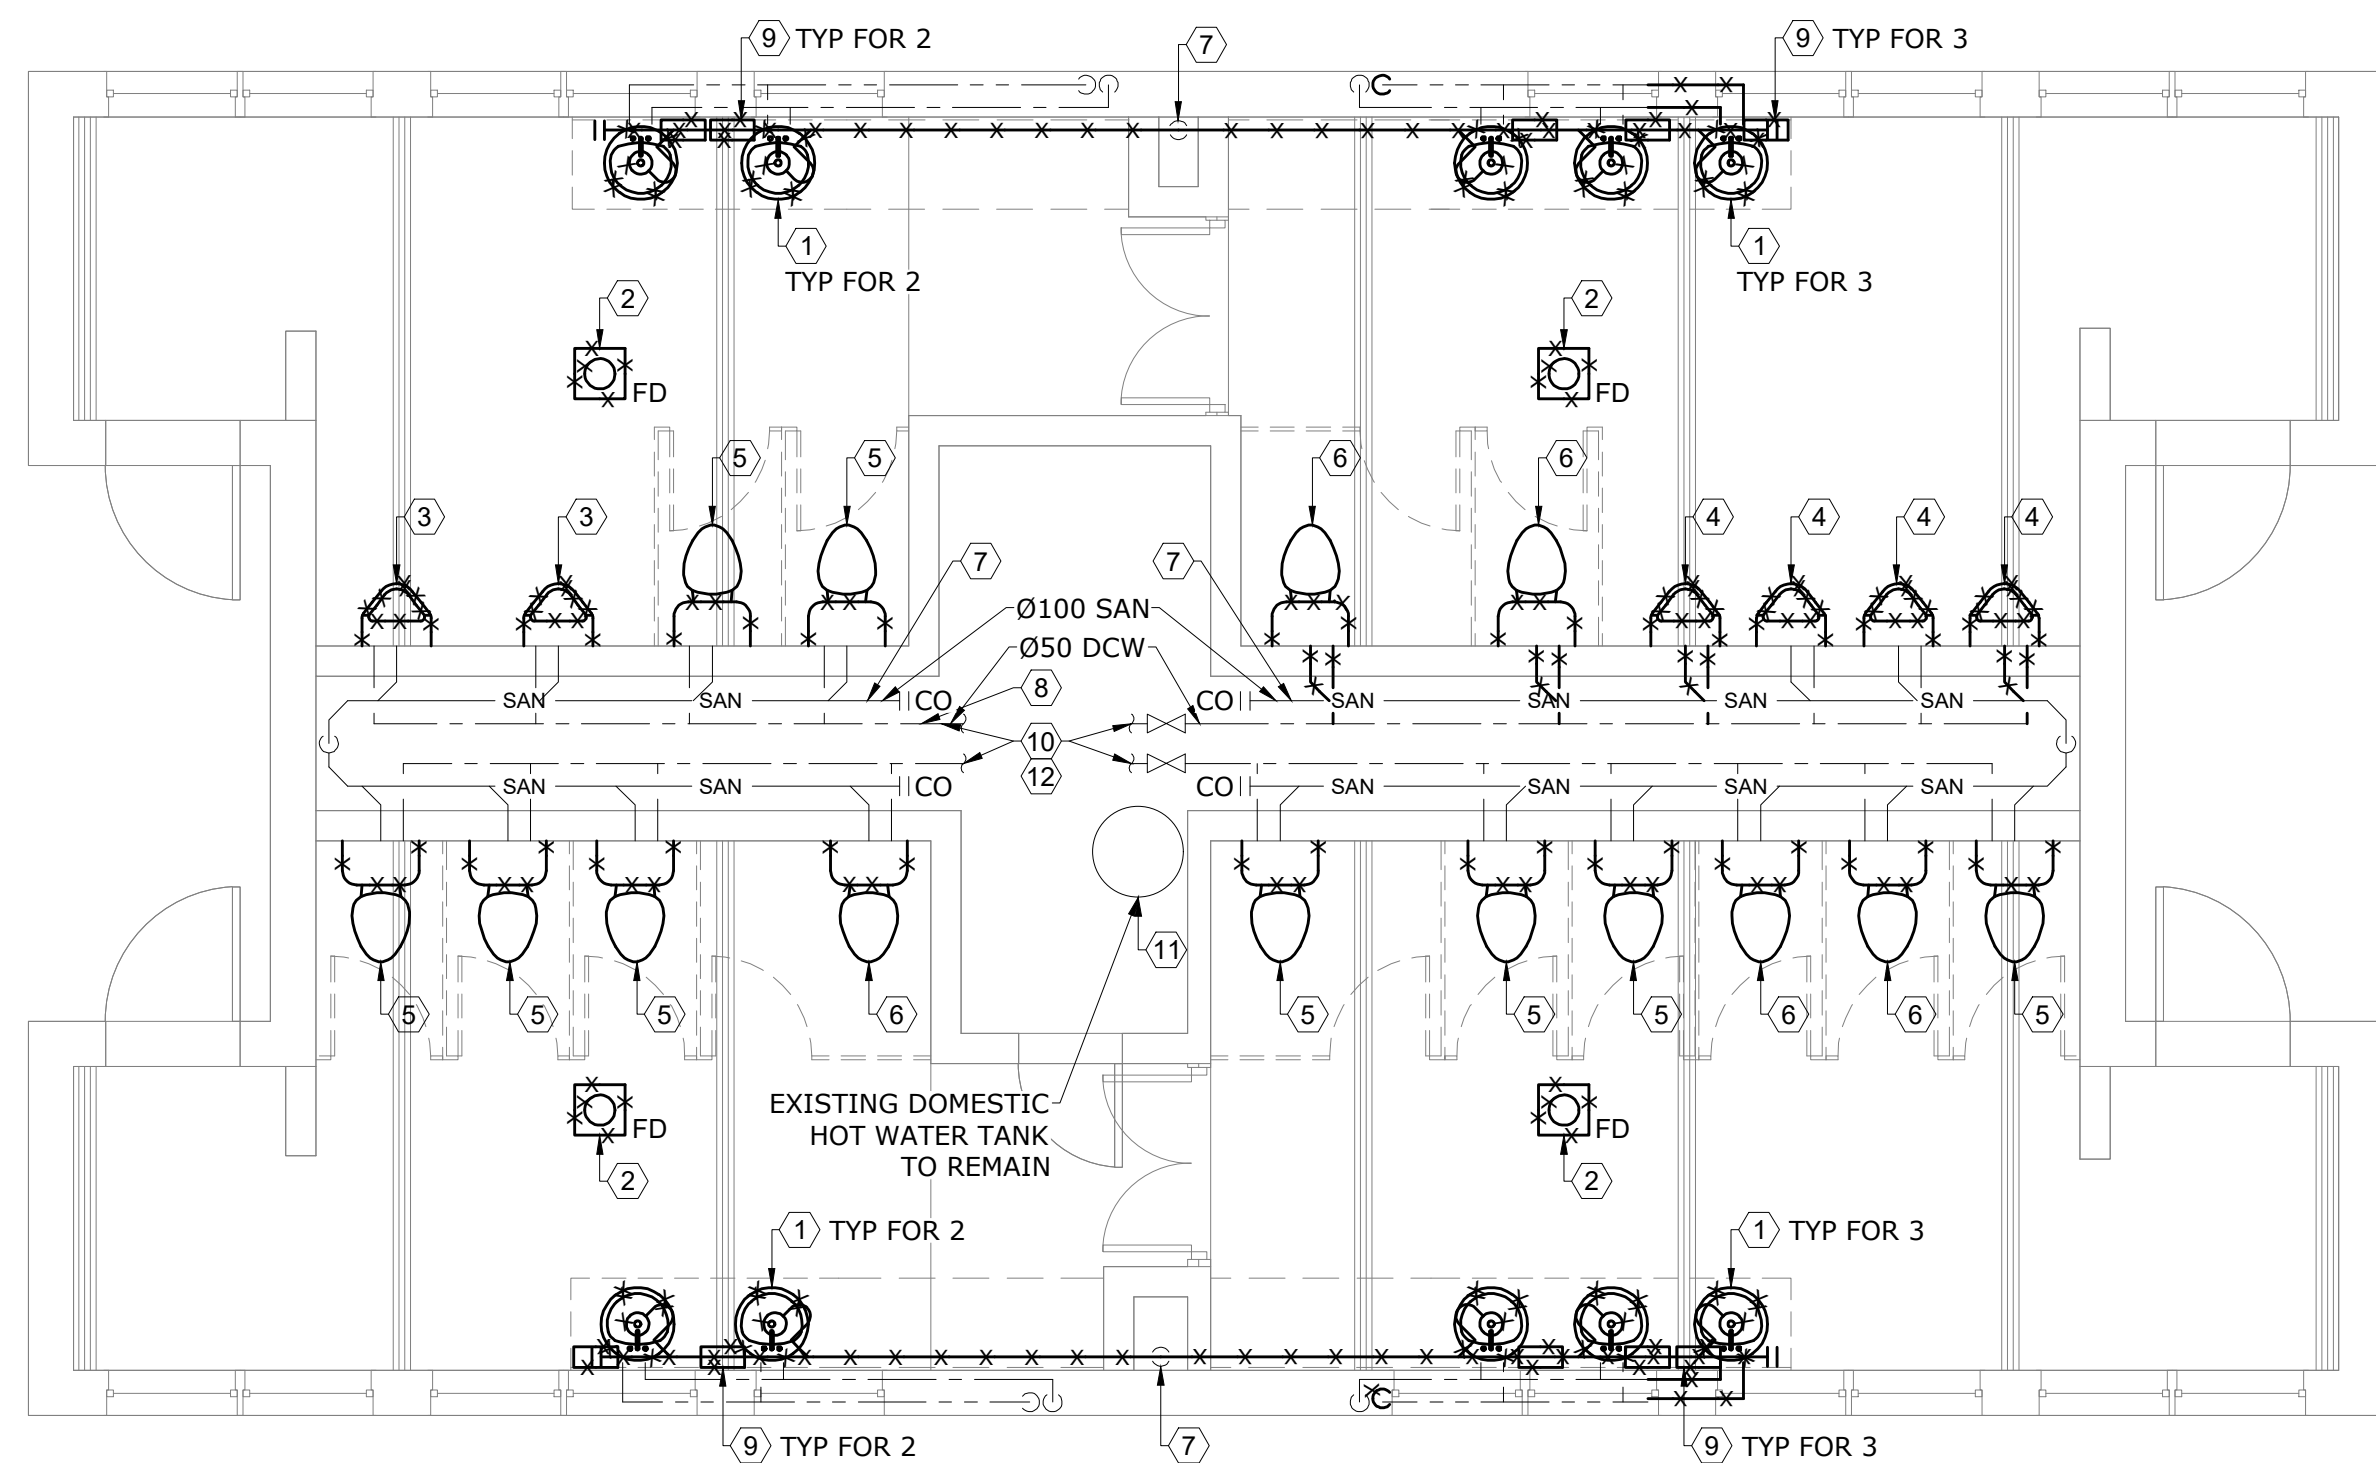 9 TYP FOR 2
7
9 TYP FOR 3
1
TYP FOR 2
1
TYP FOR 3
2
FD
2
FD
5
5
6
6
3
3
4
4
4
4
7
7
Ø100 SAN
Ø50 DCW
8
SAN
SAN
CO
CO
SAN
SAN
SAN
SAN
10
12
SAN
SAN
CO
CO
SAN
SAN
SAN
SAN
11
5
5
5
6
5
5
5
6
6
5
EXISTING DOMESTIC
HOT WATER TANK
TO REMAIN
FD
2
FD
2
1 TYP FOR 2
1 TYP FOR 3
C
C
9 TYP FOR 2
7
9 TYP FOR 3